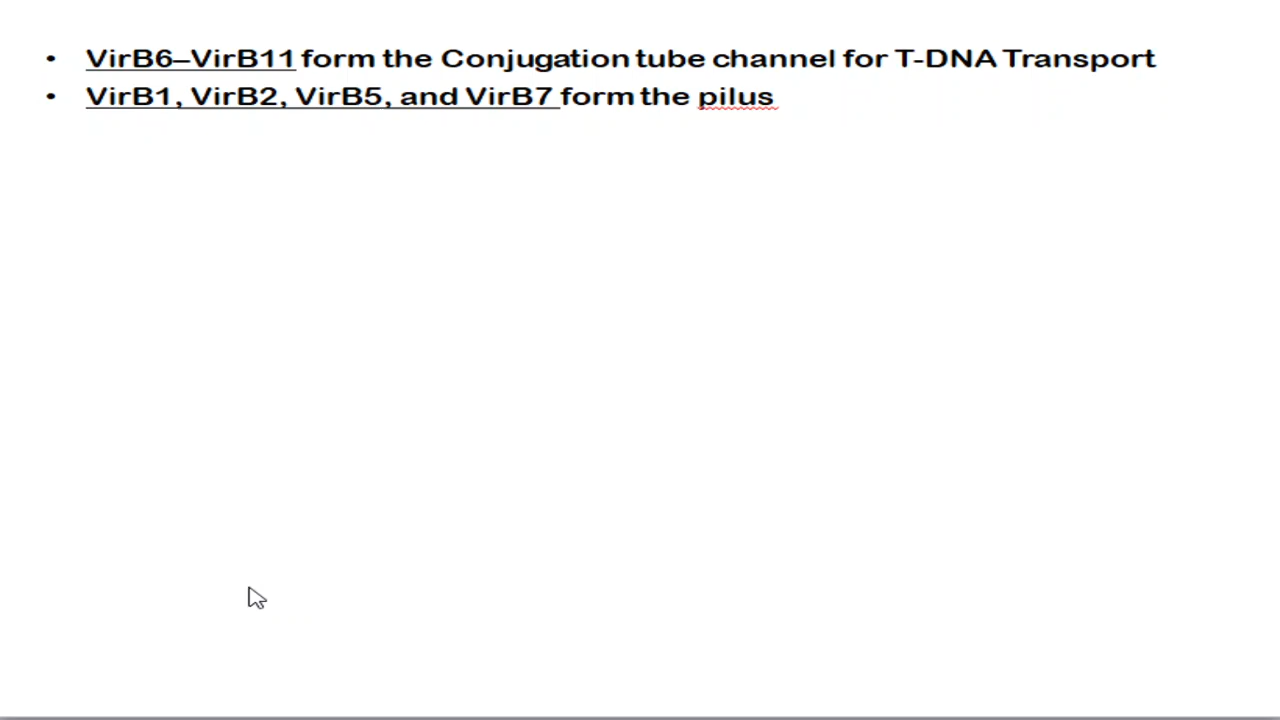 • VirB6–VirB11 form the Conjugation tube channel for T-DNA Transport
• VirB1, VirB2, VirB5, and VirB7 form the pilus